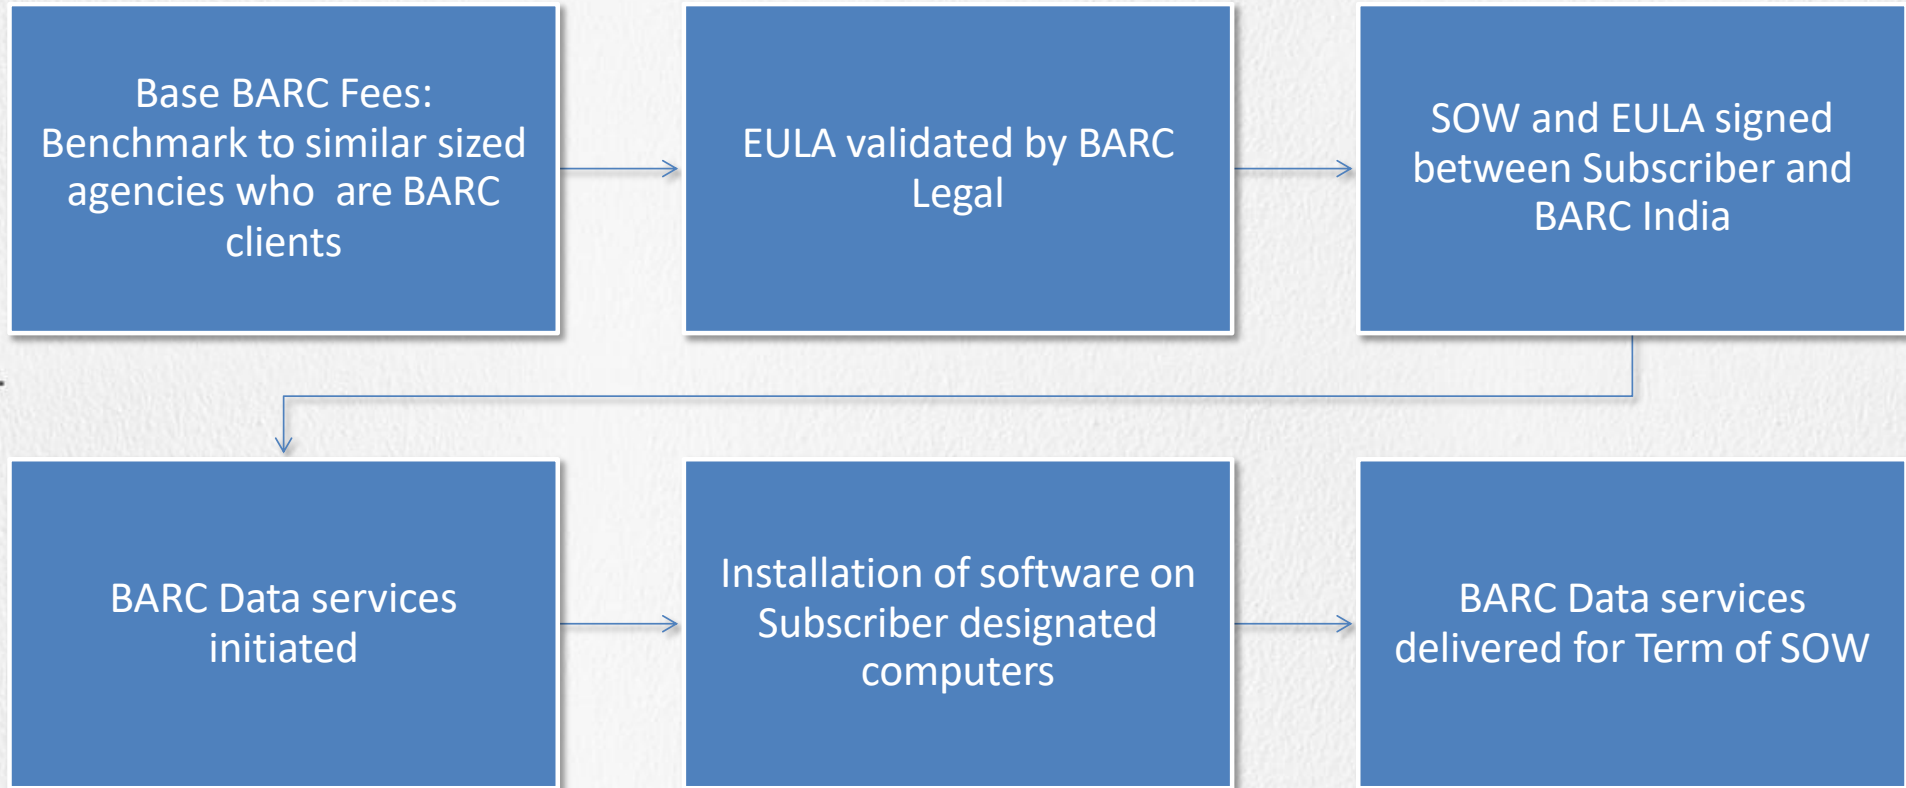 Base BARC Fees:
Benchmark to similar sized
agencies who  are BARC
clients
EULA validated by BARC
Legal
SOW and EULA signed
between Subscriber and
BARC India
BARC Data services
initiated
Installation of software on
Subscriber designated
computers
BARC Data services
delivered for Term of SOW